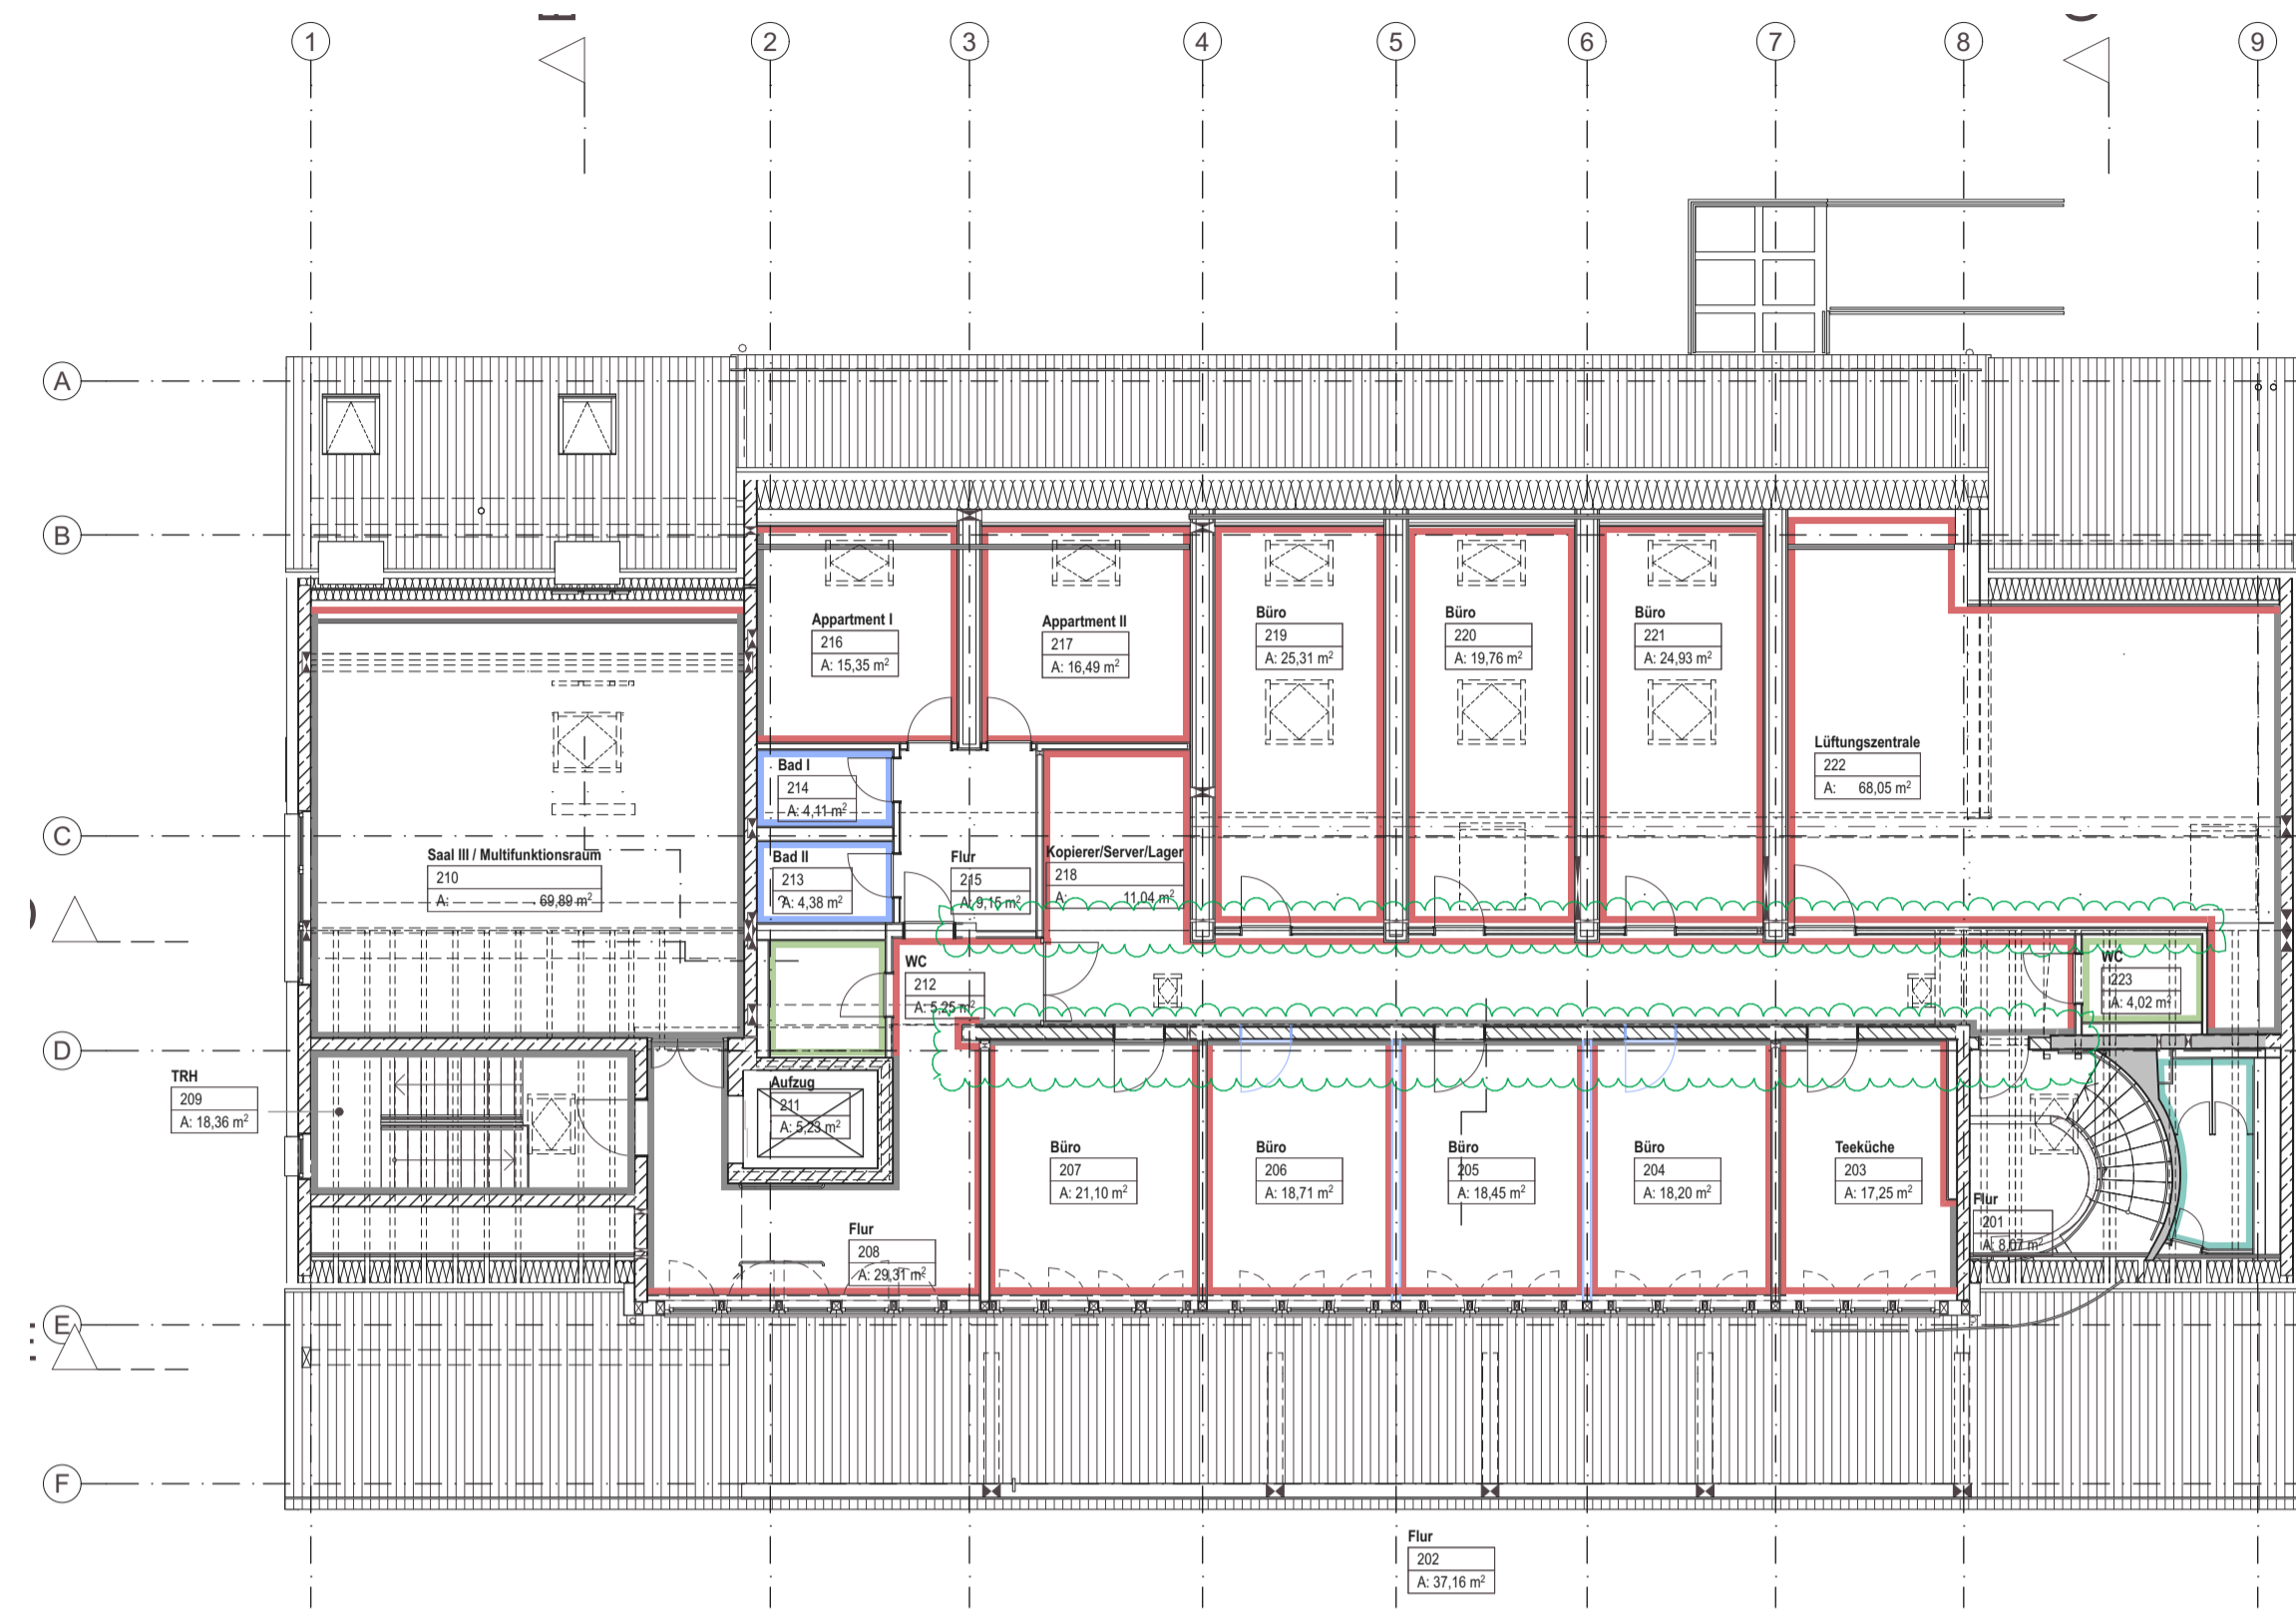 1
2
3
4
5
6
7
8
9
A
B
C
D
E
F
Appartment I
216
A: 15,35 m²
Appartment II
217
A: 16,49 m²
Büro
219
A: 25,31 m²
Büro
220
A: 19,76 m²
Büro
221
A: 24,93 m²
Lüftungszentrale
222
A: 68,05 m²
Bad I
214
A: 4,11 m²
Saal III / Multifunktionsraum
210
A: 69,89 m²
Bad II
213
A: 4,38 m²
Flur
215
A: 9,15 m²
Kopierer/Server/Lager
218
A: 11,04 m²
WC
212
A: 5,25 m²
WC
223
A: 4,02 m²
TRH
209
A: 18,36 m²
Aufzug
211
A: 5,23 m²
Büro
207
A: 21,10 m²
Büro
206
A: 18,71 m²
Büro
205
A: 18,45 m²
Büro
204
A: 18,20 m²
Teeküche
203
A: 17,25 m²
Flur
201
A: 8,07 m²
Flur
208
A: 29,31 m²
Flur
202
A: 37,16 m²